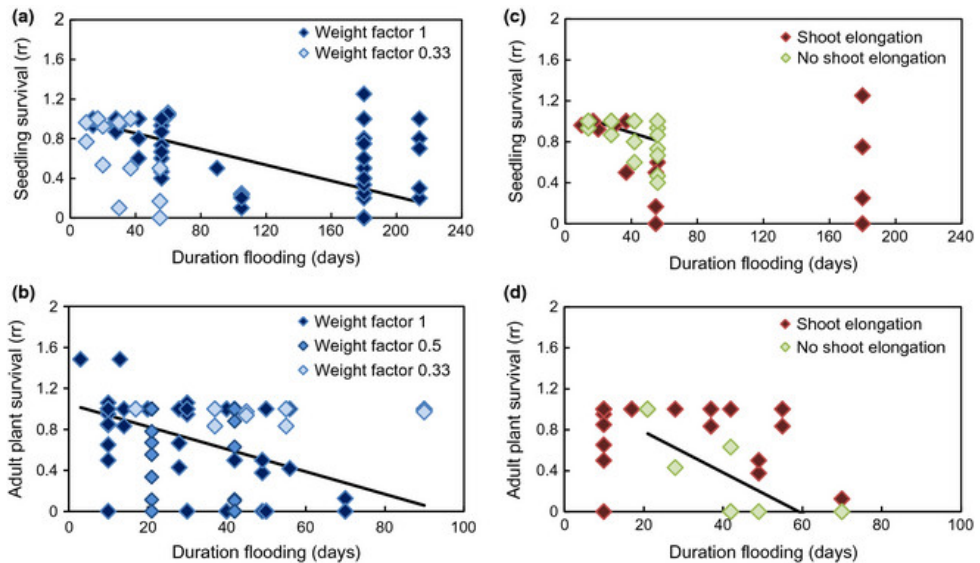 (a)
2
1.6
1.2
0.8
0.4
0
Seedling survival (rr)
Weight factor 1
Weight factor 0.33
0 40 80 120 160 200 240
Duration flooding (days)
(c)
2
1.6
1.2
0.8
0.4
0
Seedling survival (rr)
Shoot elongation
No shoot elongation
0 40 80 120 160 200 240
Duration flooding (days)
(b)
2
1.6
1.2
0.8
0.4
0
Adult plant survival (rr)
Weight factor 1
Weight factor 0.5
Weight factor 0.33
0 20 40 60 80 100
Duration flooding (days)
(d)
2
1.6
1.2
0.8
0.4
0
Adult plant survival (rr)
Shoot elongation
No shoot elongation
0 20 40 60 80 100
Duration flooding (days)